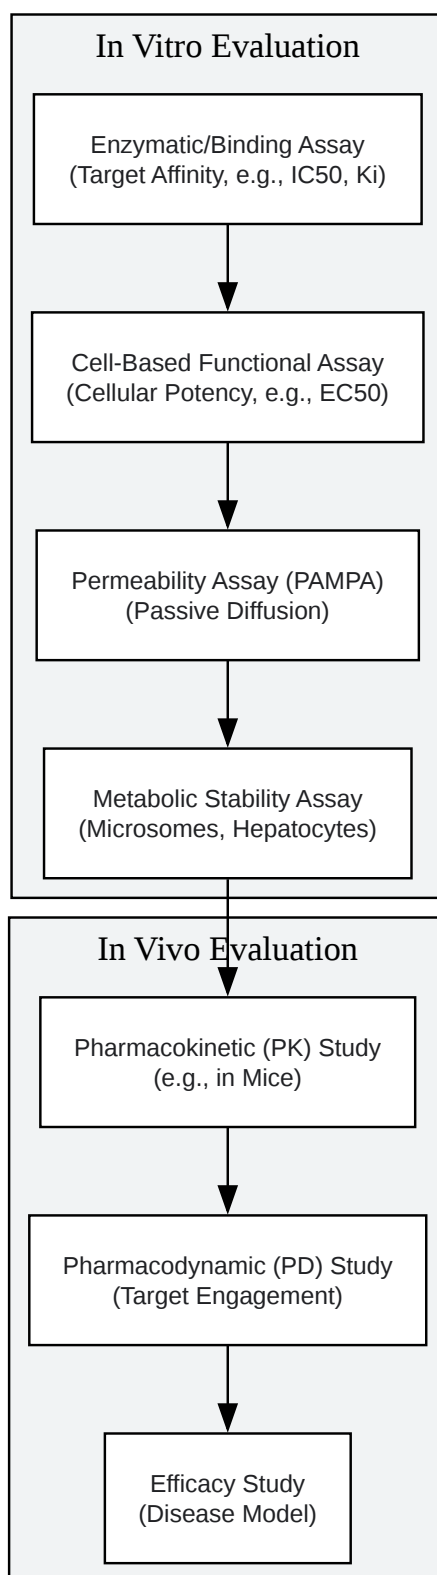 In Vitro Evaluation
Enzymatic/Binding Assay
(Target Affinity, e.g., IC50, Ki)
Cell-Based Functional Assay
(Cellular Potency, e.g., EC50)
Permeability Assay (PAMPA)
(Passive Diffusion)
Metabolic Stability Assay
(Microsomes, Hepatocytes)
In Vivo Evaluation
Pharmacokinetic (PK) Study
(e.g., in Mice)
Pharmacodynamic (PD) Study
(Target Engagement)
Efficacy Study
(Disease Model)